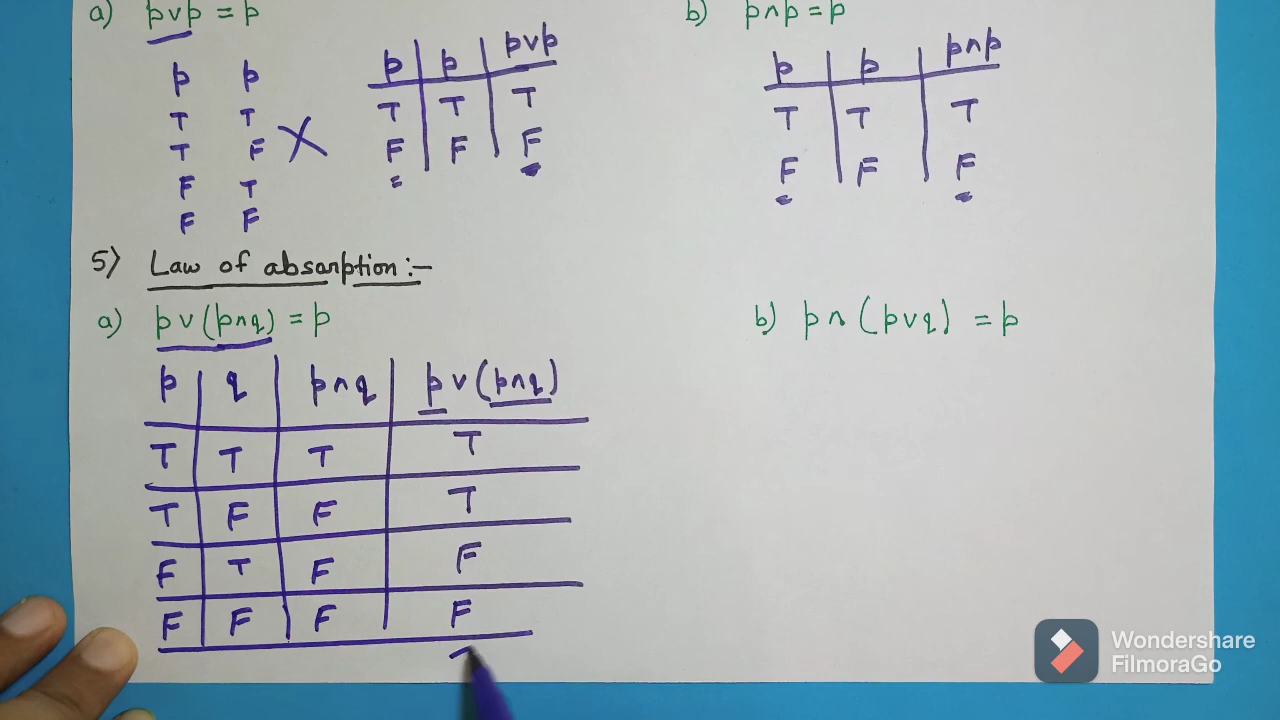 a) p∨p = p
b) p∧p = p
p p
T T
T F
F T
F F
p p p∨p
T T T
F F F
p p p∧p
T T T
F F F
5) Law of absorption :-
a) p∨(p∧q) = p
b) p∧(p∨q) = p
p q p∧q p∨(p∧q)
T T T T
T F F T
F T F F
F F F F
Wondershare
FilmoraGo